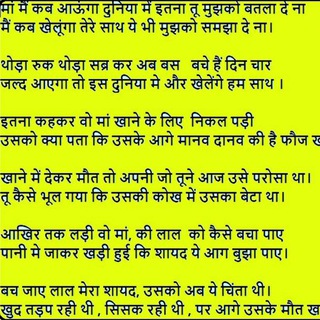 मां मैं कब आऊंगा दुनिया में इतना तू मुझको बतला दे ना
मैं कब खेलूंगा तेरे साथ ये भी मुझको समझा दे ना।
थोड़ा रुक थोड़ा सब्र कर अब बस बचे हैं दिन चार
जल्द आएगा तो इस दुनिया मे और खेलेंगे हम साथ ।
इतना कहकर वो मां खाने के लिए निकल पड़ी
उसको क्या पता कि उसके आगे मानव दानव की है फौज ख
खाने में देकर मौत तो अपनी जो तूने आज उसे परोसा था।
तू कैसे भूल गया कि उसकी कोख में उसका बेटा था।
आखिर तक लड़ी वो मां, की लाल को कैसे बचा पाए
पानी मे जाकर खड़ी हुई कि शायद ये आग बुझा पाए।
बच जाए लाल मेरा शायद, उसको अब ये चिंता थी।
खुद तड़प रही थी , सिसक रही थी , पर आगे उसके मौत ख